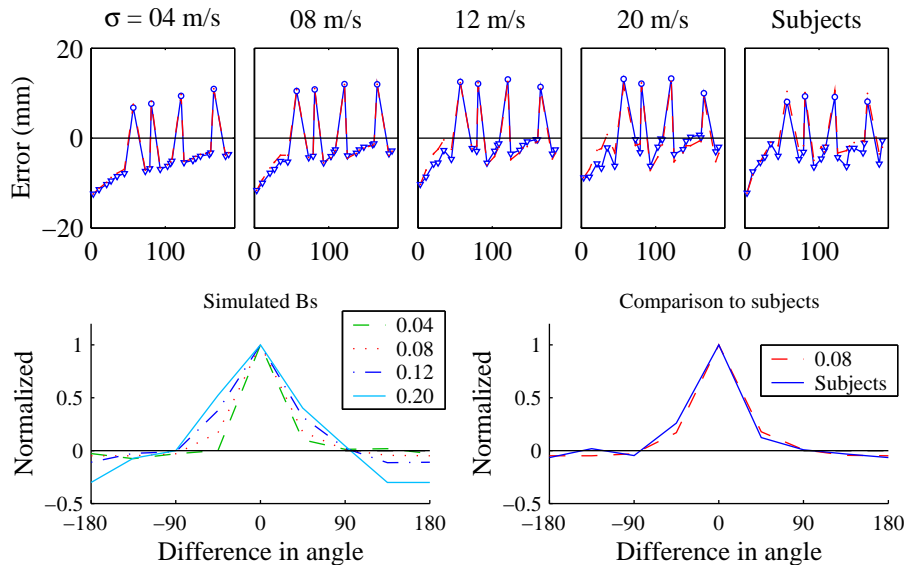 σ = 04 m/s 08 m/s 12 m/s 20 m/s Subjects
20
0
−20
Error (mm)
0 100 0 100 0 100 0 100 0 100
Simulated Bs
1
0.5
0
−0.5
Normalized
0.04
0.08
0.12
0.20
−180 −90 0 90 180
Difference in angle
Comparison to subjects
1
0.5
0
−0.5
Normalized
0.08
Subjects
−180 −90 0 90 180
Difference in angle